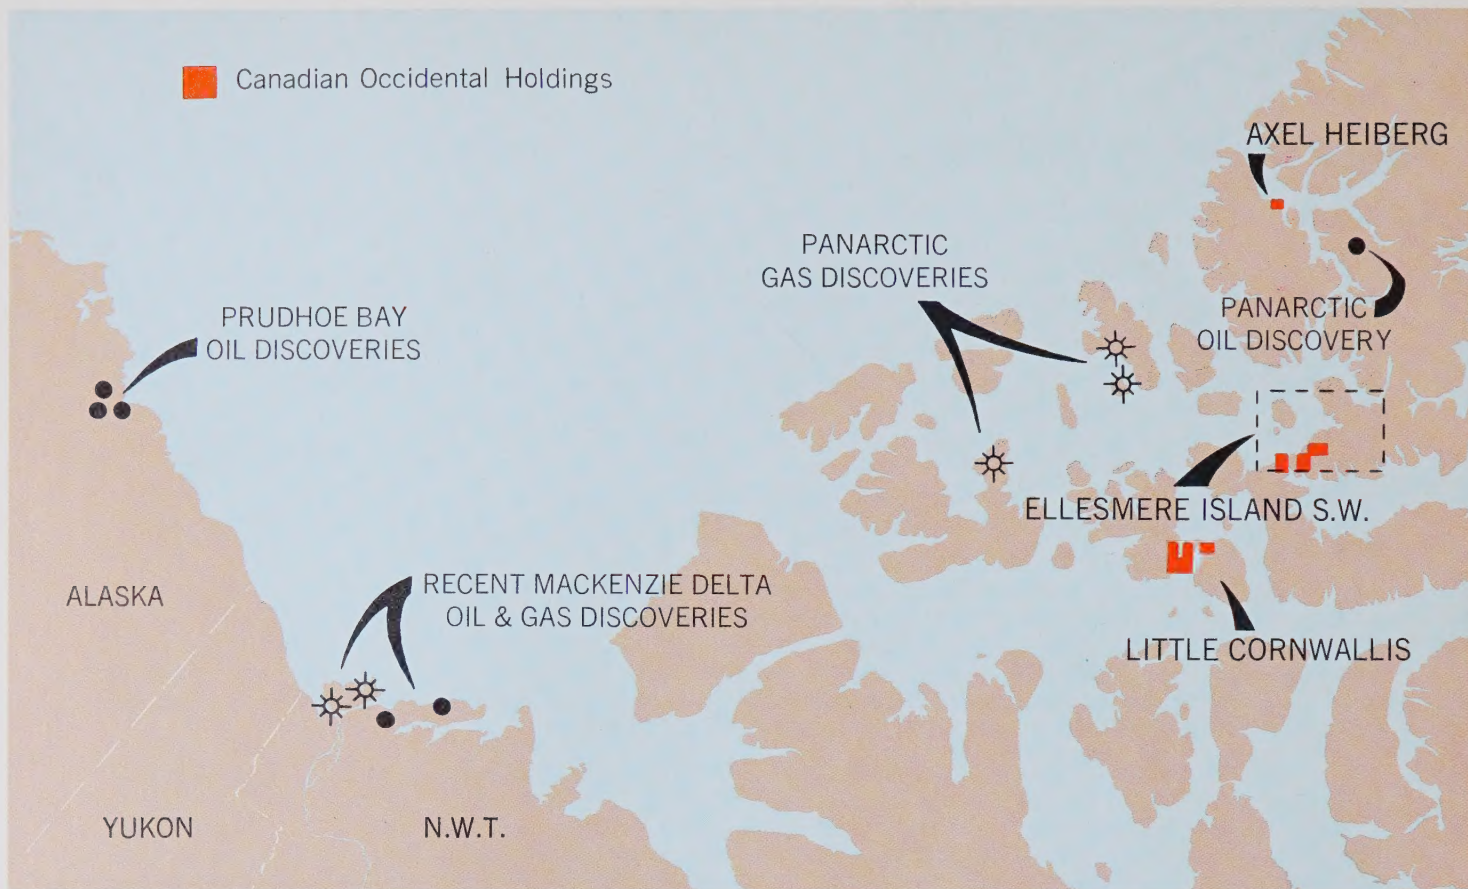 Canadian Occidental Holdings
AXEL HEIBERG
PANARCTIC
GAS DISCOVERIES
PANARCTIC
OIL DISCOVERY
PRUDHOE BAY
OIL DISCOVERIES
ELLESMERE ISLAND S.W.
ALASKA
RECENT MACKENZIE DELTA
OIL & GAS DISCOVERIES
LITTLE CORNWALLIS
YUKON
N.W.T.